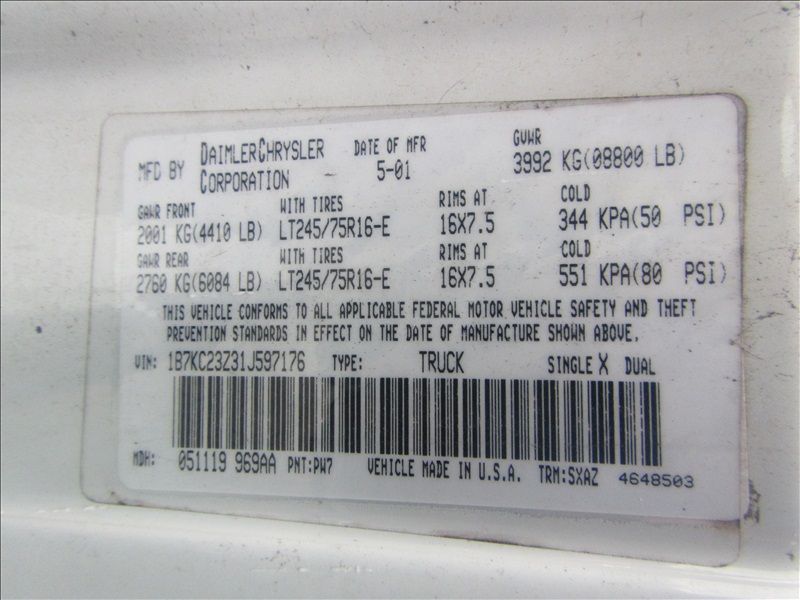 MFD BY DAIMLERCHRYSLER CORPORATION DATE OF MFR 5-01 GVWR 3992 KG(08800 LB)
GAWR FRONT WITH TIRES RIMS AT COLD
2001 KG(4410 LB) LT245/75R16-E 16X7.5 344 KPA(50 PSI)
GAWR REAR WITH TIRES RIMS AT COLD
2760 KG(6084 LB) LT245/75R16-E 16X7.5 551 KPA(80 PSI)
THIS VEHICLE CONFORMS TO ALL APPLICABLE FEDERAL MOTOR VEHICLE SAFETY AND THEFT
PREVENTION STANDARDS IN EFFECT ON THE DATE OF MANUFACTURE SHOWN ABOVE.
VIN: 1B7KC23Z31J597176 TYPE: TRUCK SINGLE X DUAL
MDH: 051119 969AA PNT:PW7 VEHICLE MADE IN U.S.A. TRM:SXAZ 4648503